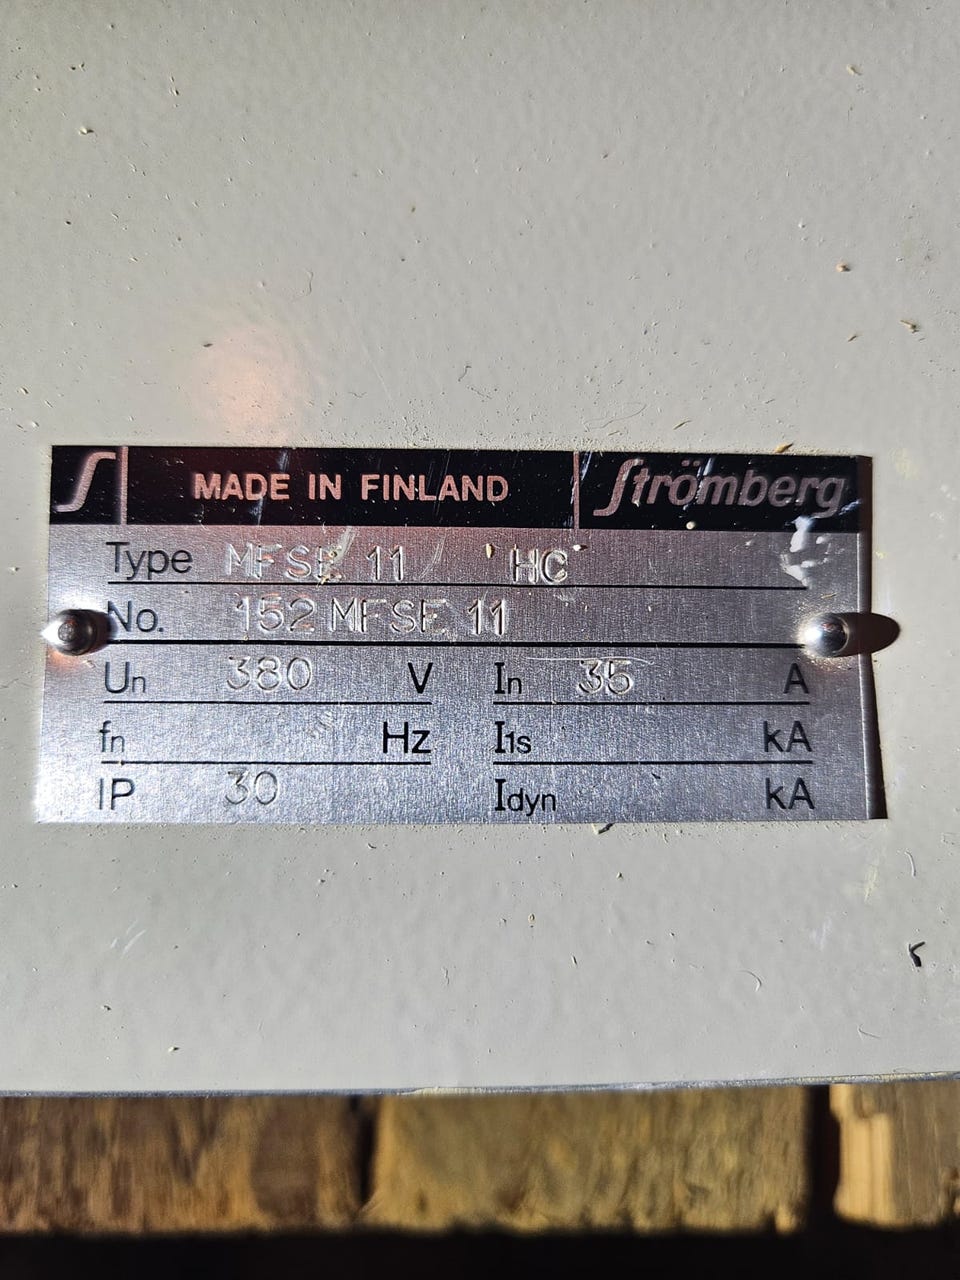 S MADE IN FINLAND Strömberg
Type MFSE 11 HC
No. 152 MFSE 11
Un 380 V In 35 A
fn Hz I1s kA
IP 30 Idyn kA